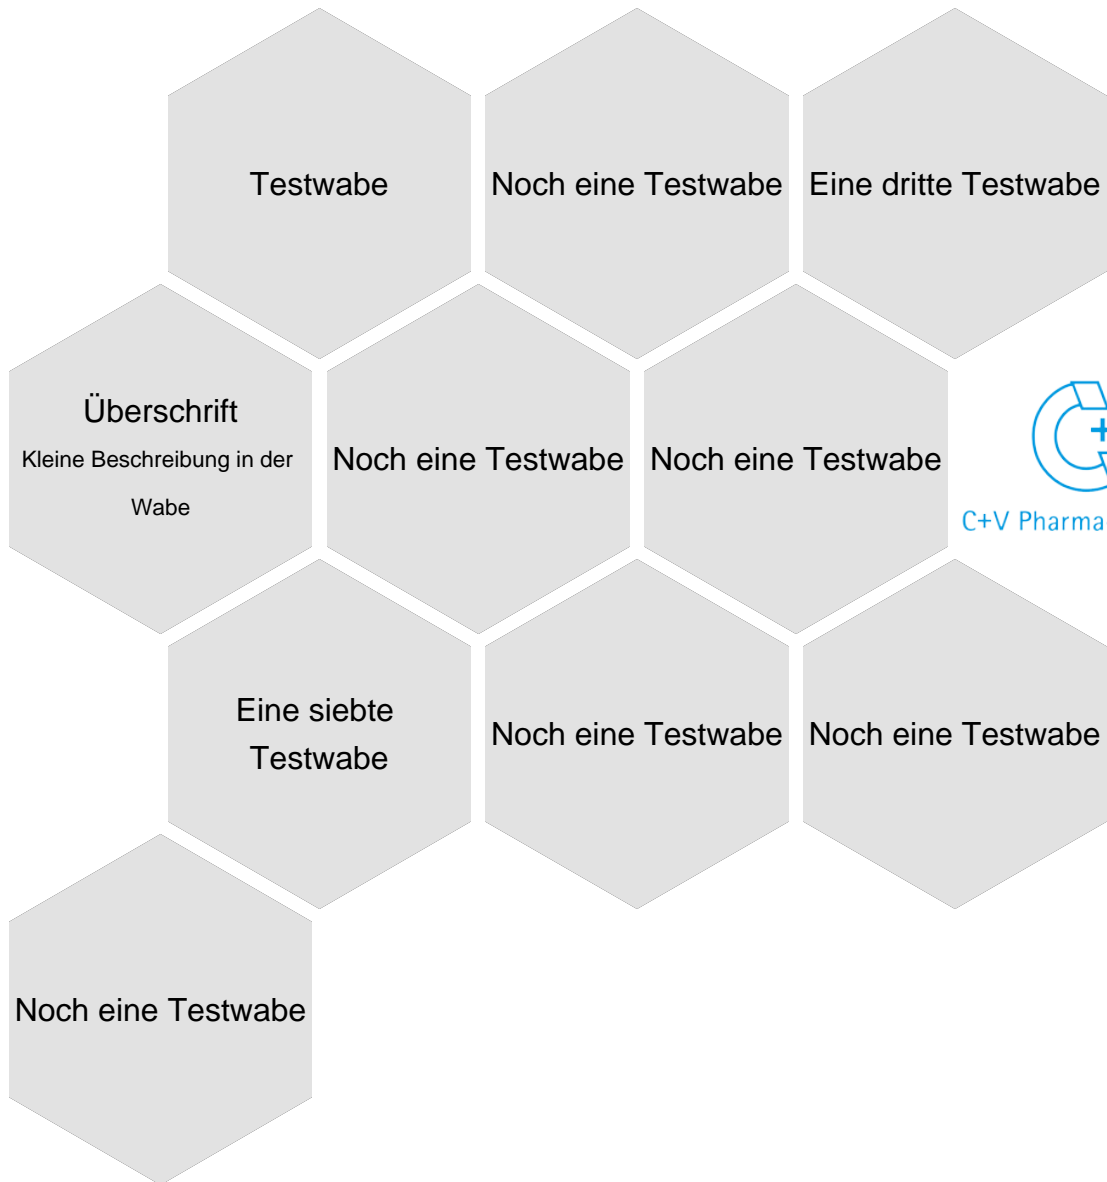 Testwabe
Noch eine Testwabe
Eine dritte Testwabe
Überschrift
Kleine Beschreibung in der
Wabe
Noch eine Testwabe
Noch eine Testwabe
C+V Pharma
Eine siebte
Testwabe
Noch eine Testwabe
Noch eine Testwabe
Noch eine Testwabe